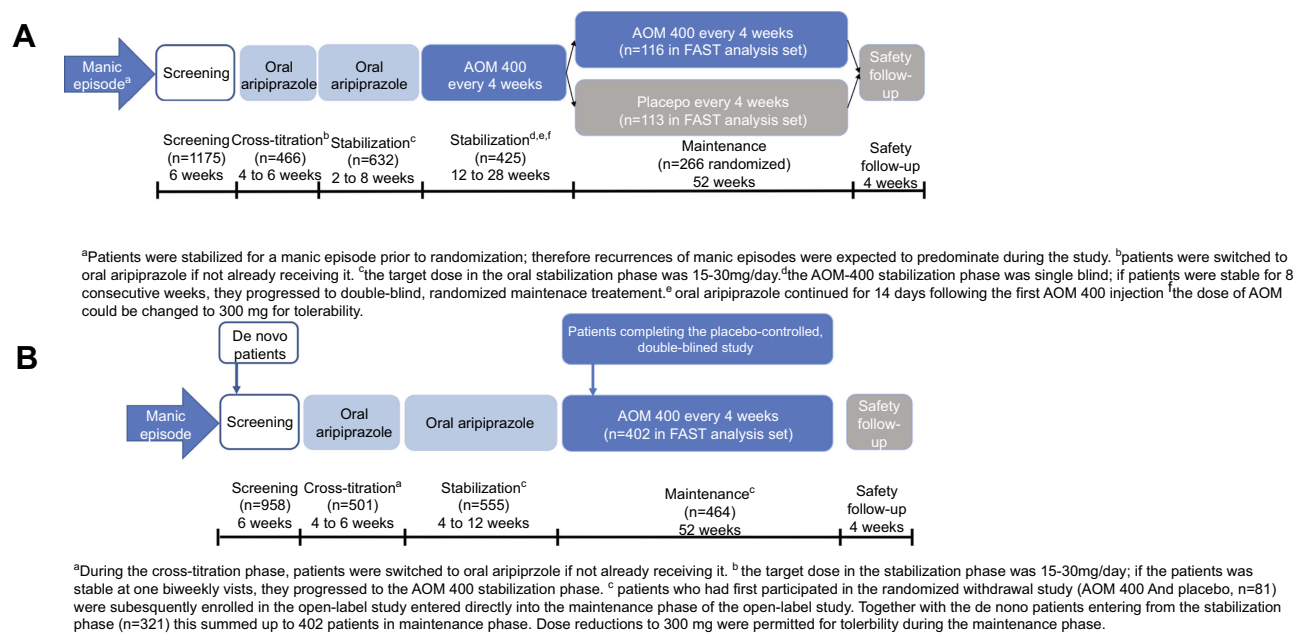 A
Manic
episodeᵃ
Screening
Oral
aripiprazole
Oral
aripiprazole
AOM 400
every 4 weeks
AOM 400 every 4 weeks
(n=116 in FAST analysis set)
Placepo every 4 weeks
(n=113 in FAST analysis set)
Safety
follow-
up
Screening
(n=1175)
6 weeks
Cross-titrationᵇ
(n=466)
4 to 6 weeks
Stabilizationᶜ
(n=632)
2 to 8 weeks
Stabilizationᵈ,ᵉ,ᶠ
(n=425)
12 to 28 weeks
Maintenance
(n=266 randomized)
52 weeks
Safety
follow-up
4 weeks
ᵃPatients were stabilized for a manic episode prior to randomization; therefore recurrences of manic episodes were expected to predominate during the study. ᵇpatients were switched to
oral aripiprazole if not already receiving it. ᶜthe target dose in the oral stabilization phase was 15-30mg/day.ᵈthe AOM-400 stabilization phase was single blind; if patients were stable for 8
consecutive weeks, they progressed to double-blind, randomized maintenace treatement.ᵉ oral aripiprazole continued for 14 days following the first AOM 400 injection ᶠthe dose of AOM
could be changed to 300 mg for tolerability.
B
De novo
patients
Patients completing the placebo-controlled,
double-blined study
Manic
episode
Screening
Oral
aripiprazole
Oral aripiprazole
AOM 400 every 4 weeks
(n=402 in FAST analysis set)
Safety
follow-
up
Screening
(n=958)
6 weeks
Cross-titrationᵃ
(n=501)
4 to 6 weeks
Stabilizationᶜ
(n=555)
4 to 12 weeks
Maintenanceᶜ
(n=464)
52 weeks
Safety
follow-up
4 weeks
ᵃDuring the cross-titration phase, patients were switched to oral aripiprzole if not already receiving it. ᵇ the target dose in the stabilization phase was 15-30mg/day; if the patients was
stable at one biweekly vists, they progressed to the AOM 400 stabilization phase. ᶜ patients who had first participated in the randomized withdrawal study (AOM 400 And placebo, n=81)
were subesquently enrolled in the open-label study entered directly into the maintenance phase of the open-label study. Together with the de nono patients entering from the stabilization
phase (n=321) this summed up to 402 patients in maintenance phase. Dose reductions to 300 mg were permitted for tolerbility during the maintenance phase.